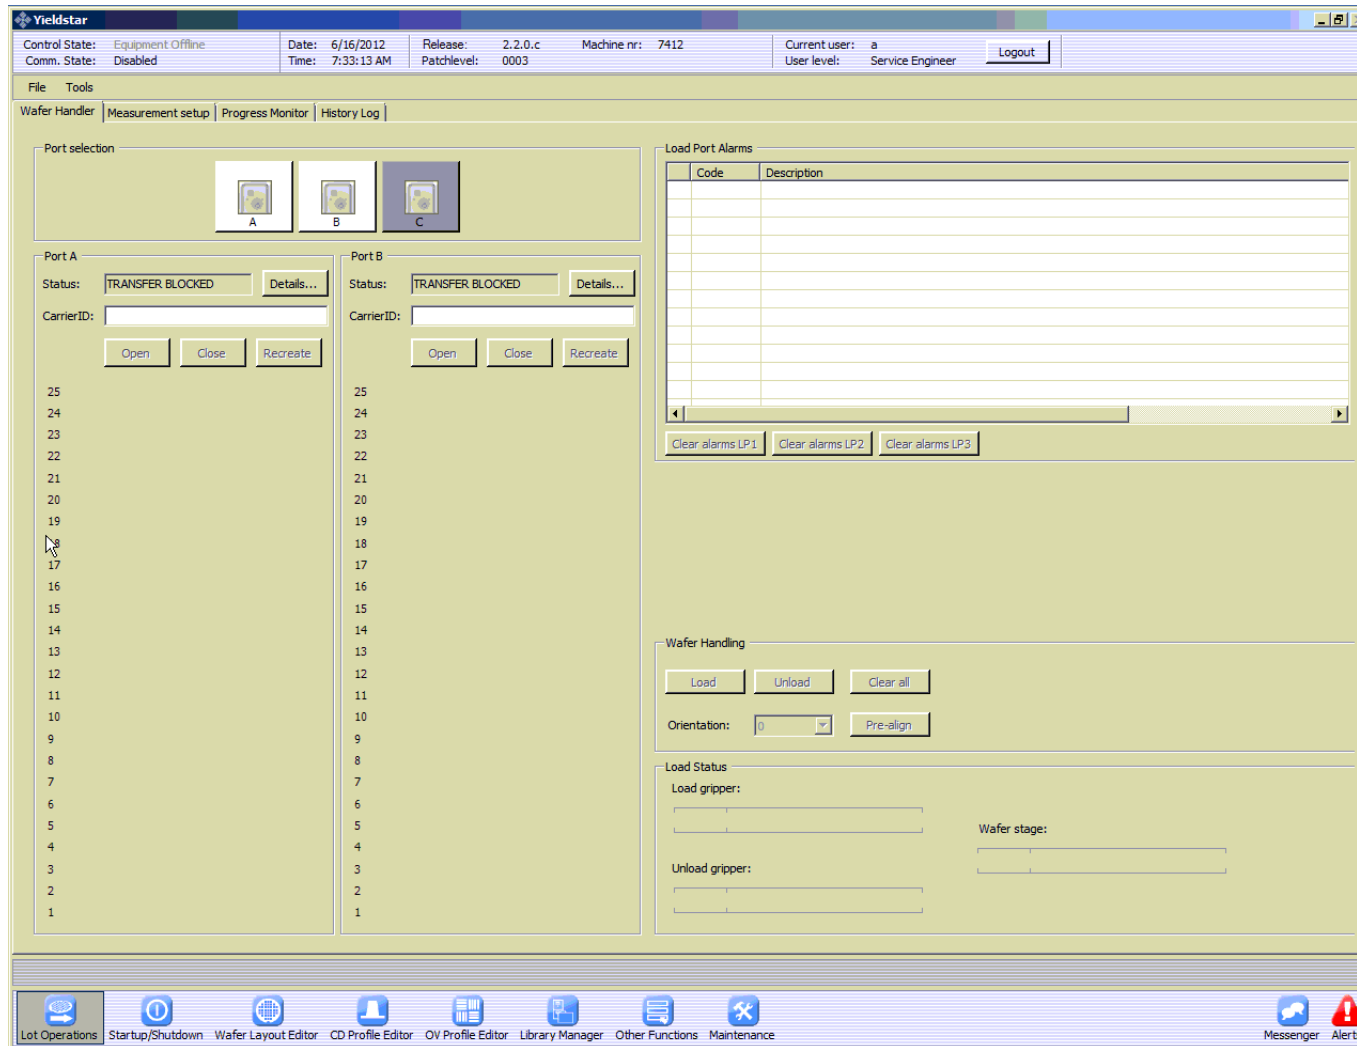 Yieldstar
Control State: Equipment Offline Date: 6/16/2012 Release: 2.2.0.c Machine nr: 7412 Current user: a
Comm. State: Disabled Time: 7:33:13 AM Patchlevel: 0003 User level: Service Engineer Logout
File Tools
Wafer Handler Measurement setup Progress Monitor History Log
Port selection
A B C
Load Port Alarms
Code Description
Clear alarms LP1 Clear alarms LP2 Clear alarms LP3
Port A
Status: TRANSFER BLOCKED Details...
CarrierID:
Open Close Recreate
25
24
23
22
21
20
19
8
17
16
15
14
13
12
11
10
9
8
7
6
5
4
3
2
1
Port B
Status: TRANSFER BLOCKED Details...
CarrierID:
Open Close Recreate
25
24
23
22
21
20
19
18
17
16
15
14
13
12
11
10
9
8
7
6
5
4
3
2
1
Wafer Handling
Load Unload Clear all
Orientation: 0 Pre-align
Load Status
Load gripper:
Wafer stage:
Unload gripper:
Lot Operations Startup/Shutdown Wafer Layout Editor CD Profile Editor OV Profile Editor Library Manager Other Functions Maintenance Messenger Alert